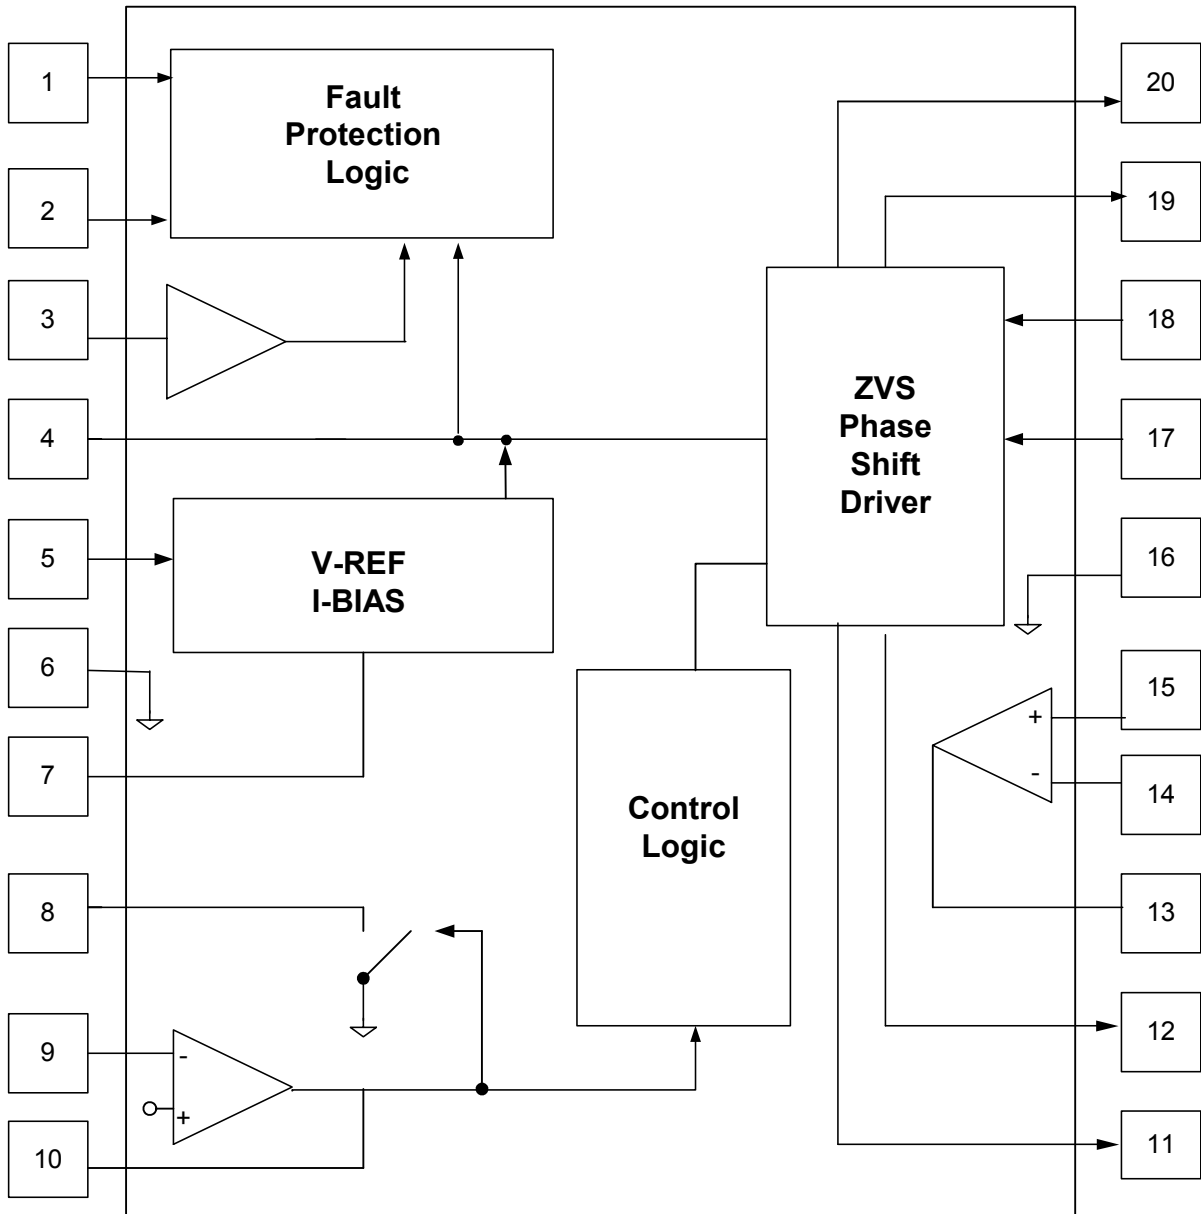 1
2
3
4
5
6
7
8
9
10
Fault
Protection
Logic
V-REF
I-BIAS
-
+
Control
Logic
ZVS
Phase
Shift
Driver
+
-
20
19
18
17
16
15
14
13
12
11